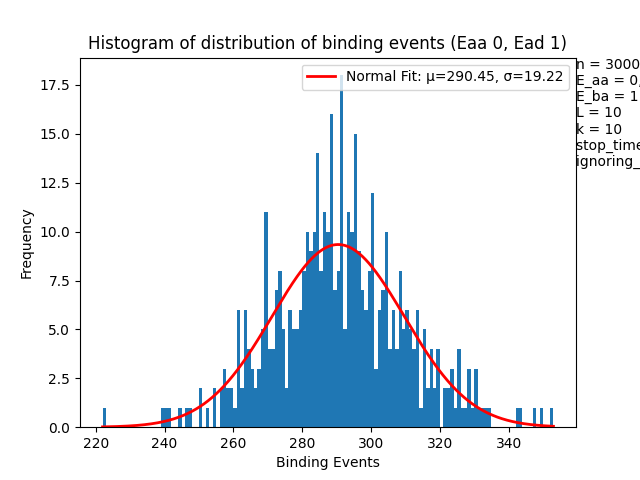 Histogram of distribution of binding events (Eaa 0, Ead 1)
Normal Fit: μ=290.45, σ=19.22
n = 3000
E_aa = 0,
E_ba = 1
L = 10
k = 10
stop_time
ignoring_
17.5
15.0
12.5
10.0
7.5
5.0
2.5
0.0
Frequency
220 240 260 280 300 320 340
Binding Events